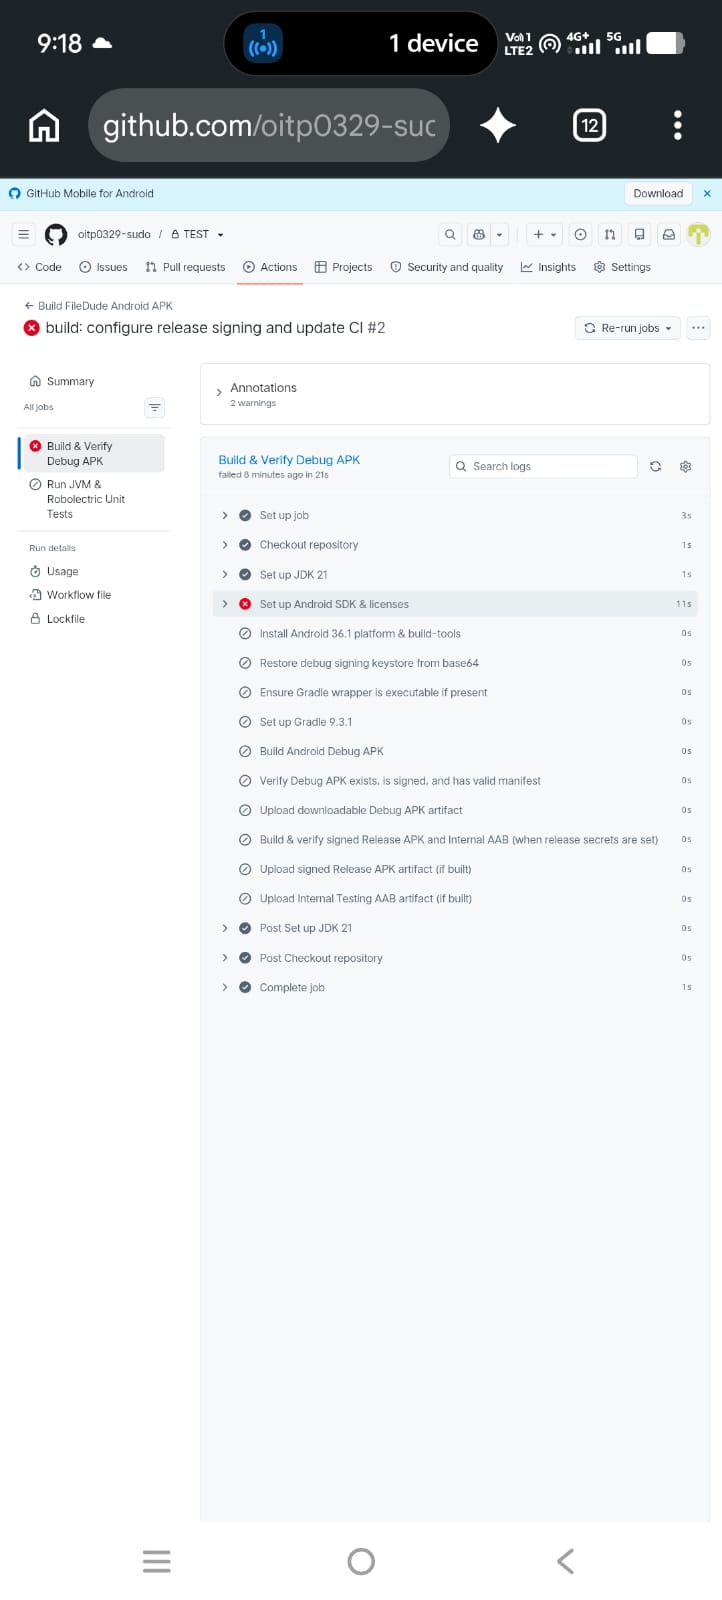 9:18
1
1 device
Vo1) 1
LTE2
4G+
5G
github.com/oitp0329-sud
12
GitHub Mobile for Android
Download
oitp0329-sudo / TEST
Code
Issues
Pull requests
Actions
Projects
Security and quality
Insights
Settings
Build FileDude Android APK
build: configure release signing and update CI #2
Re-run jobs
Summary
All jobs
Build & Verify
Debug APK
Run JVM &
Robolectric Unit
Tests
Run details
Usage
Workflow file
Lockfile
Annotations
2 warnings
Build & Verify Debug APK
failed 8 minutes ago in 21s
Search logs
Set up job 3s
Checkout repository 1s
Set up JDK 21 1s
Set up Android SDK & licenses 11s
Install Android 36.1 platform & build-tools 0s
Restore debug signing keystore from base64 0s
Ensure Gradle wrapper is executable if present 0s
Set up Gradle 9.3.1 0s
Build Android Debug APK 0s
Verify Debug APK exists, is signed, and has valid manifest 0s
Upload downloadable Debug APK artifact 0s
Build & verify signed Release APK and Internal AAB (when release secrets are set) 0s
Upload signed Release APK artifact (if built) 0s
Upload Internal Testing AAB artifact (if built) 0s
Post Set up JDK 21 0s
Post Checkout repository 0s
Complete job 1s